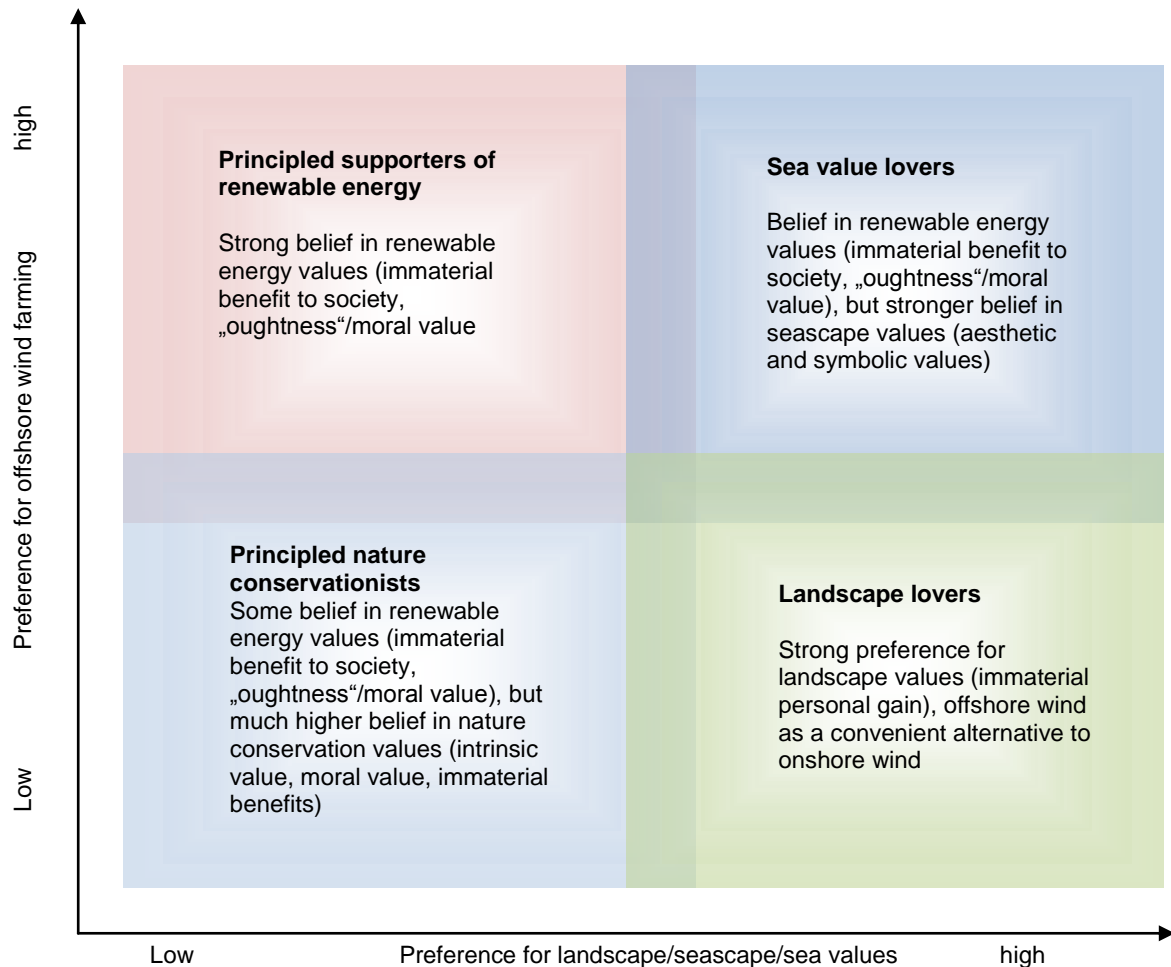 high
Preference for offshsore wind farming
Low
Principled supporters of
renewable energy
Strong belief in renewable
energy values (immaterial
benefit to society,
„oughtness“/moral value
Sea value lovers
Belief in renewable energy
values (immaterial benefit to
society, „oughtness“/moral
value), but stronger belief in
seascape values (aesthetic
and symbolic values)
Principled nature
conservationists
Some belief in renewable
energy values (immaterial
benefit to society,
„oughtness“/moral value), but
much higher belief in nature
conservation values (intrinsic
value, moral value, immaterial
benefits)
Landscape lovers
Strong preference for
landscape values (immaterial
personal gain), offshore wind
as a convenient alternative to
onshore wind
Low
Preference for landscape/seascape/sea values
high